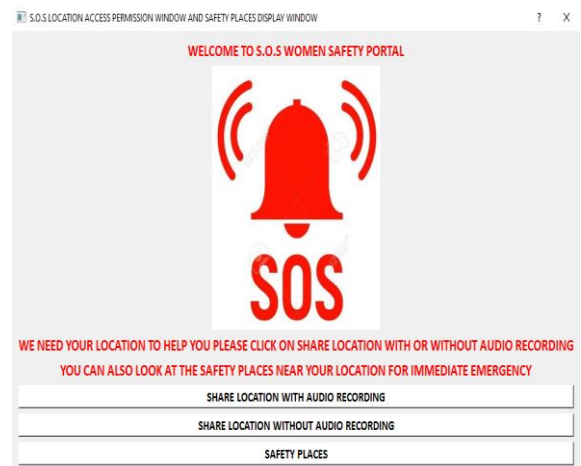 S.O.S LOCATION ACCESS PERMISSION WINDOW AND SAFETY PLACES DISPLAY WINDOW ? X
WELCOME TO S.O.S WOMEN SAFETY PORTAL
SOS
WE NEED YOUR LOCATION TO HELP YOU PLEASE CLICK ON SHARE LOCATION WITH OR WITHOUT AUDIO RECORDING
YOU CAN ALSO LOOK AT THE SAFETY PLACES NEAR YOUR LOCATION FOR IMMEDIATE EMERGENCY
SHARE LOCATION WITH AUDIO RECORDING
SHARE LOCATION WITHOUT AUDIO RECORDING
SAFETY PLACES